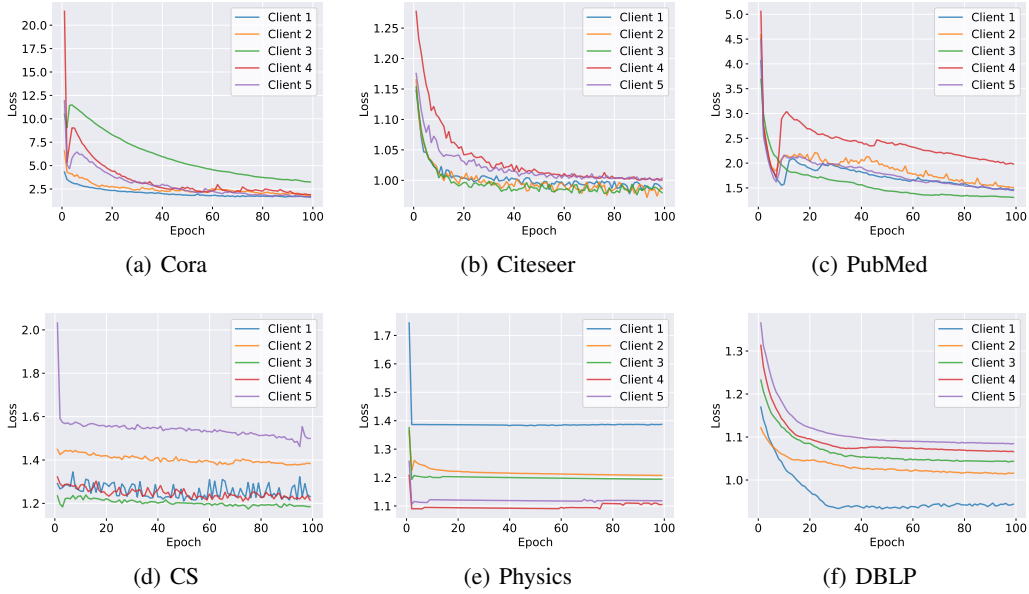 22.5
20.0
17.5
15.0
12.5
10.0
7.5
5.0
2.5
Loss
0
20
40
60
80
100
Epoch
Client 1
Client 2
Client 3
Client 4
Client 5
(a) Cora
1.25
1.20
1.15
1.10
1.05
1.00
Loss
0
20
40
60
80
100
Epoch
Client 1
Client 2
Client 3
Client 4
Client 5
(b) Citeseer
5.0
4.5
4.0
3.5
3.0
2.5
2.0
1.5
Loss
0
20
40
60
80
100
Epoch
Client 1
Client 2
Client 3
Client 4
Client 5
(c) PubMed
2.0
1.8
1.6
1.4
1.2
Loss
0
20
40
60
80
100
Epoch
Client 1
Client 2
Client 3
Client 4
Client 5
(d) CS
1.7
1.6
1.5
1.4
1.3
1.2
1.1
Loss
0
20
40
60
80
100
Epoch
Client 1
Client 2
Client 3
Client 4
Client 5
(e) Physics
1.3
1.2
1.1
1.0
Loss
0
20
40
60
80
100
Epoch
Client 1
Client 2
Client 3
Client 4
Client 5
(f) DBLP